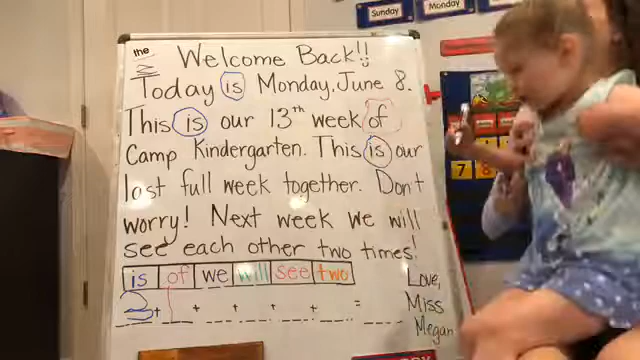 Sunday Monday
the
Welcome Back!!
Today is Monday, June 8.
This is our 13th week of
Camp Kindergarten. This is our
last full week together. Don't
worry! Next week we will
see each other two times!
is of we will see two
3 + 1 + + + + =
Love,
Miss
Megan
7 8